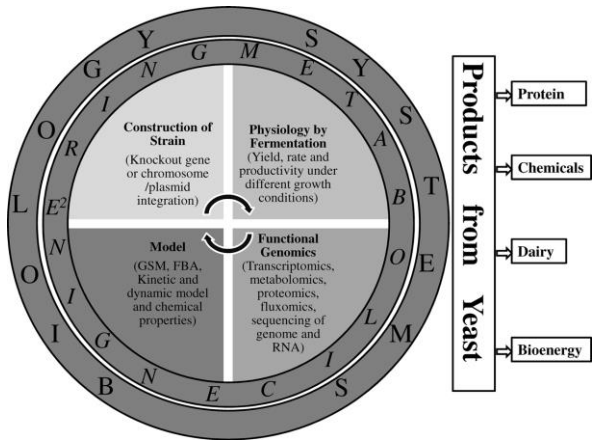 SYSTEMS BIOLOGY
METABOLIC ENGINE²RING
Construction of
Strain
(Knockout gene
or chromosome
/plasmid
integration)
Physiology by
Fermentation
(Yield, rate and
productivity under
different growth
conditions)
Model
(GSM, FBA,
Kinetic and
dynamic model
and chemical
properties)
Functional
Genomics
(Transcriptomics,
metabolomics,
proteomics,
fluxomics,
sequencing of
genome and
RNA)
Products from Yeast
Protein
Chemicals
Dairy
Bioenergy